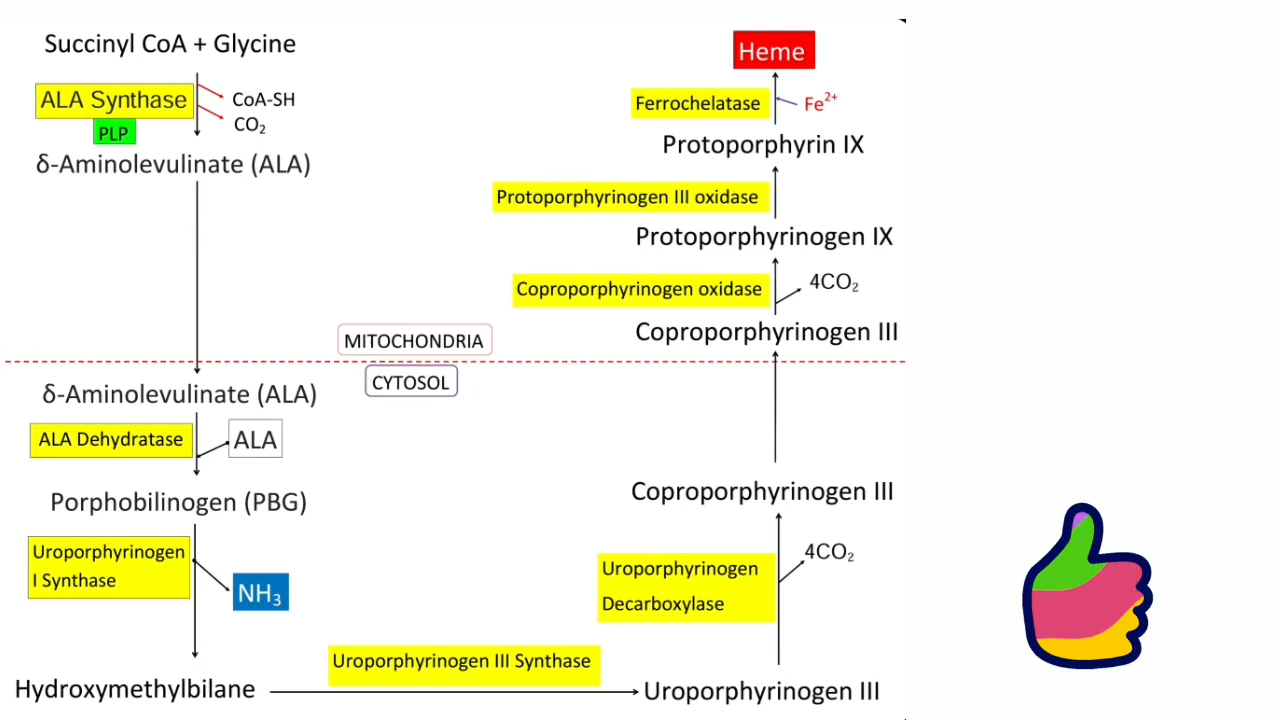 Succinyl CoA + Glycine
ALA Synthase
PLP
CoA-SH
CO₂
δ-Aminolevulinate (ALA)
MITOCHONDRIA
CYTOSOL
δ-Aminolevulinate (ALA)
ALA Dehydratase
ALA
Porphobilinogen (PBG)
Uroporphyrinogen
I Synthase
NH₃
Hydroxymethylbilane
Uroporphyrinogen III Synthase
Uroporphyrinogen III
Uroporphyrinogen
Decarboxylase
4CO₂
Coproporphyrinogen III
Coproporphyrinogen III
Coproporphyrinogen oxidase
4CO₂
Protoporphyrinogen IX
Protoporphyrinogen III oxidase
Protoporphyrin IX
Ferrochelatase
Fe²⁺
Heme